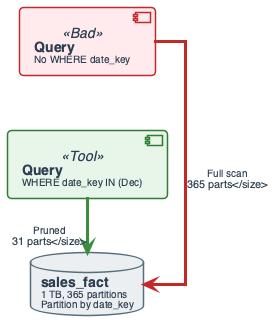 «Bad»
Query
No WHERE date_key
«Tool»
Query
WHERE date_key IN (Dec)
Full scan
365 parts</size>
Pruned
31 parts</size>
sales_fact
1 TB, 365 partitions
Partition by date_key